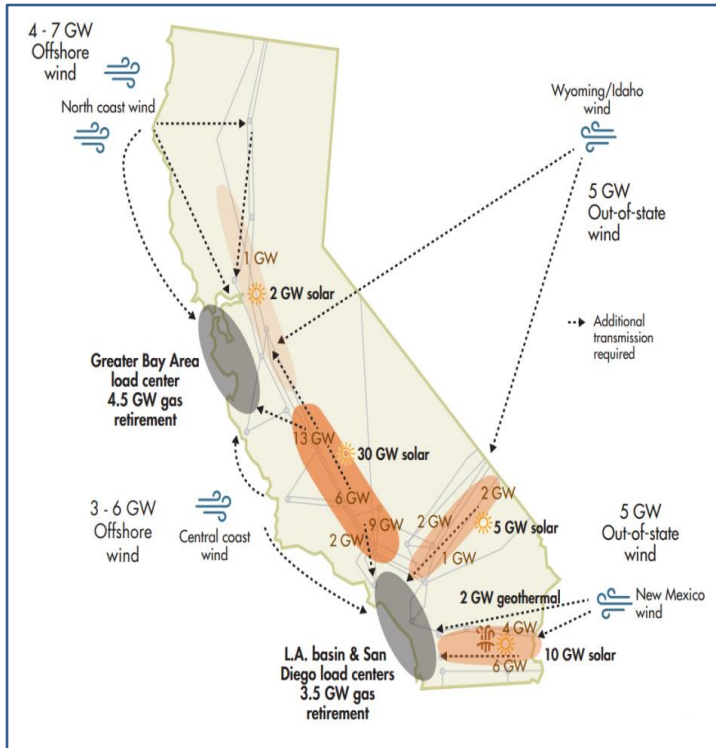 4 - 7 GW
Offshore
wind
North coast wind
Wyoming/Idaho
wind
5 GW
Out-of-state
wind
1 GW
2 GW solar
Additional
transmission
required
Greater Bay Area
load center
4.5 GW gas
retirement
13 GW
30 GW solar
6 GW
9 GW
2 GW
3 - 6 GW
Offshore
wind
Central coast
wind
2 GW
2 GW
5 GW solar
1 GW
5 GW
Out-of-state
wind
2 GW geothermal
New Mexico
wind
4 GW
6 GW
10 GW solar
L.A. basin & San
Diego load centers
3.5 GW gas
retirement